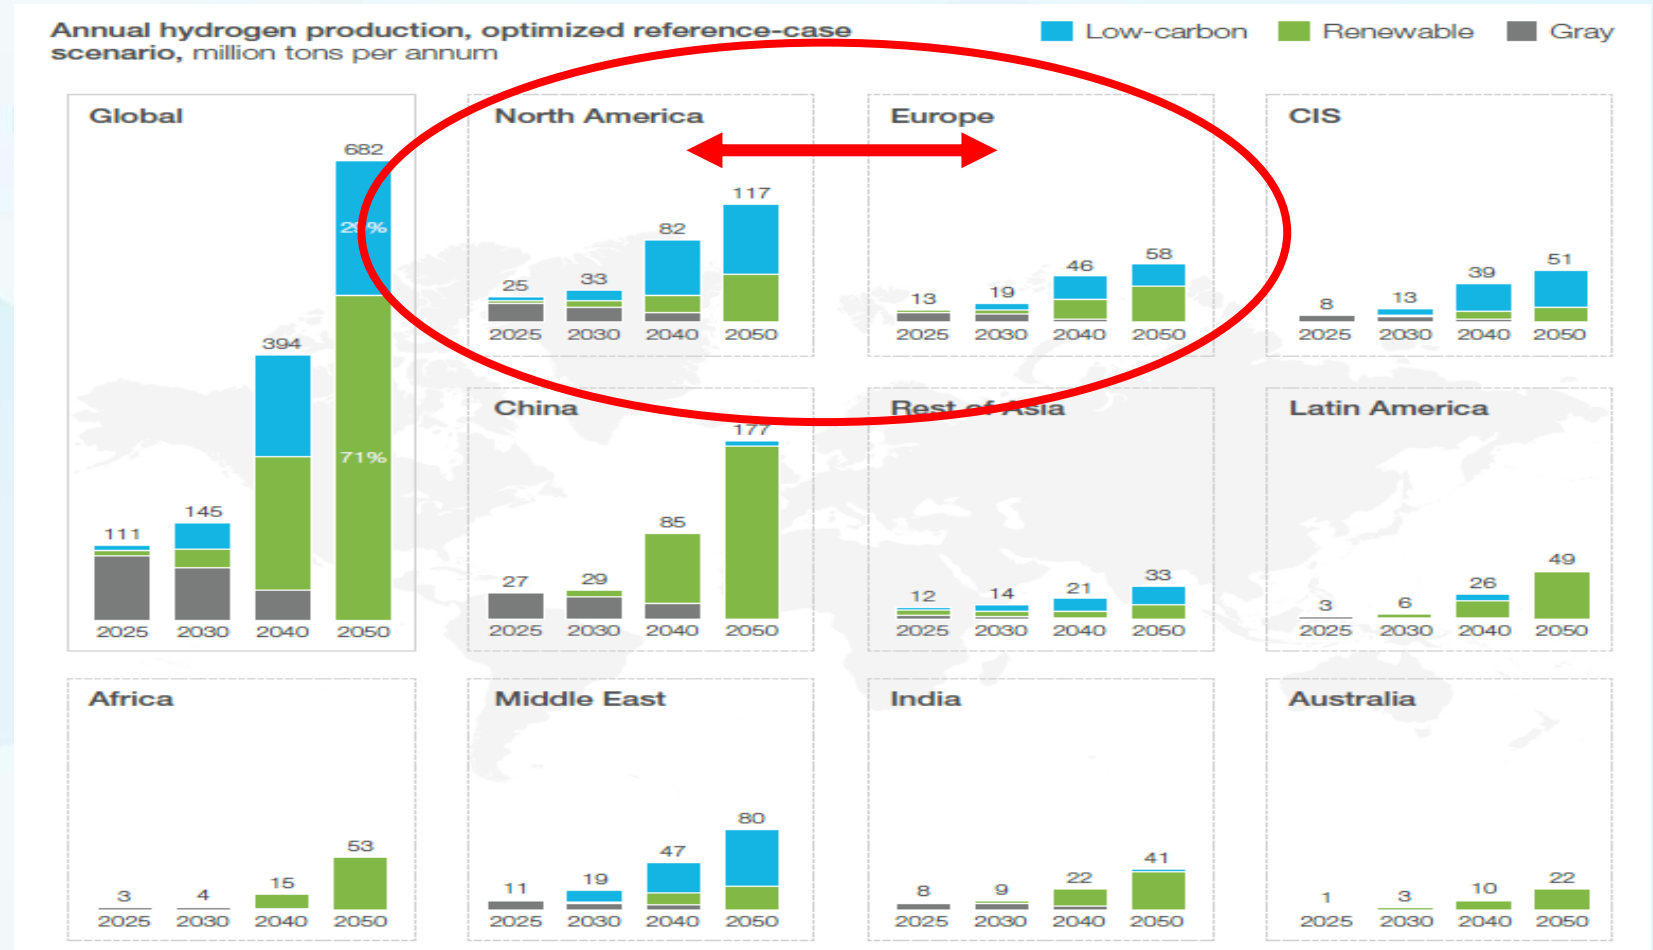 Annual hydrogen production, optimized reference-case
scenario, million tons per annum
Low-carbon Renewable Gray
Global
682
29%
394
71%
145
111
2025 2030 2040 2050
North America
117
82
33
25
2025 2030 2040 2050
Europe
58
46
19
13
2025 2030 2040 2050
CIS
51
39
13
8
2025 2030 2040 2050
China
177
85
29
27
2025 2030 2040 2050
Rest of Asia
33
21
14
12
2025 2030 2040 2050
Latin America
49
26
6
3
2025 2030 2040 2050
Africa
53
15
4
3
2025 2030 2040 2050
Middle East
80
47
19
11
2025 2030 2040 2050
India
41
22
9
8
2025 2030 2040 2050
Australia
22
10
3
1
2025 2030 2040 2050